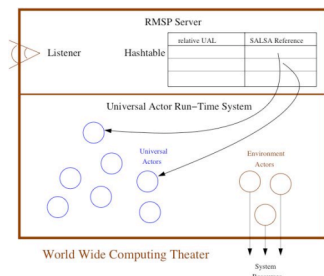 RMSP Server
Listener
Hashtable
relative UAL
SALSA Reference
Universal Actor Run−Time System
Universal
Actors
Environment
Actors
World Wide Computing Theater
System